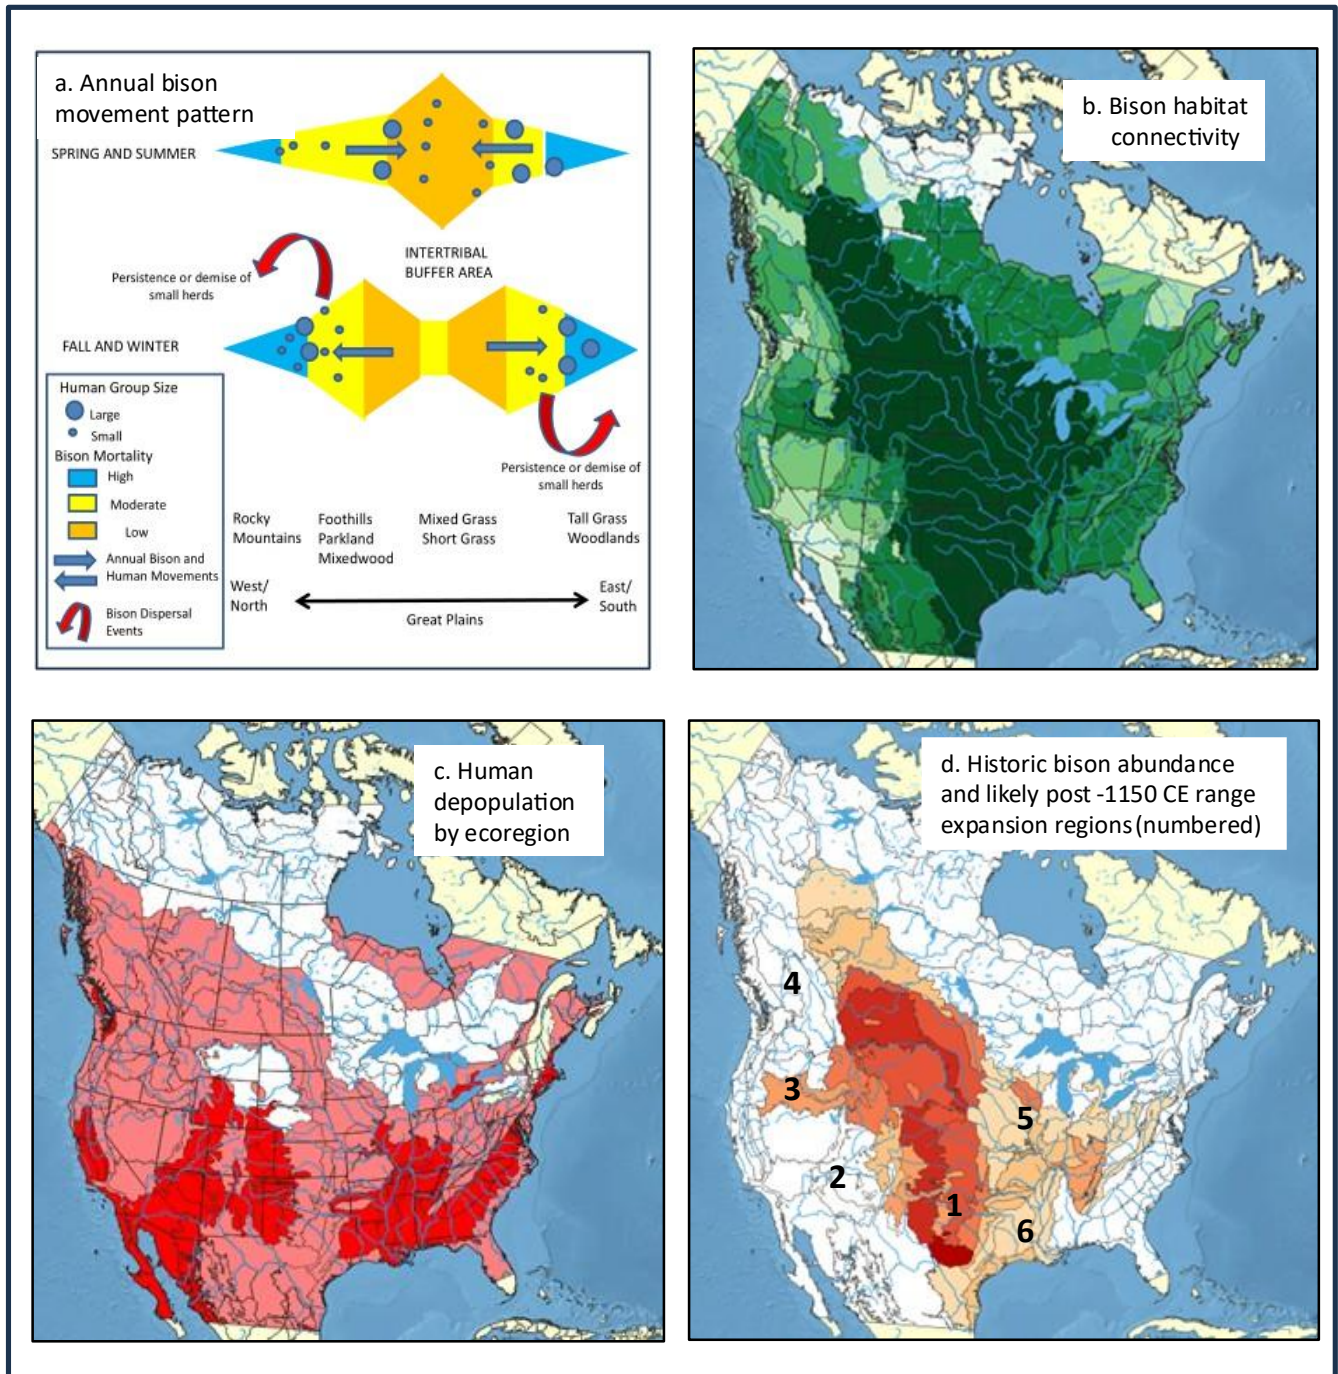 a. Annual bison
movement pattern
SPRING AND SUMMER
INTERTRIBAL
BUFFER AREA
Persistence or demise of
small herds
FALL AND WINTER
Persistence or demise of
small herds
Human Group Size
Large
Small
Bison Mortality
High
Moderate
Low
Annual Bison and
Human Movements
Bison Dispersal
Events
Rocky
Mountains
Foothills
Parkland
Mixedwood
Mixed Grass
Short Grass
Tall Grass
Woodlands
West/
North
Great Plains
East/
South
b. Bison habitat
connectivity
c. Human
depopulation
by ecoregion
d. Historic bison abundance
and likely post -1150 CE range
expansion regions (numbered)
4
3
5
2
1
6